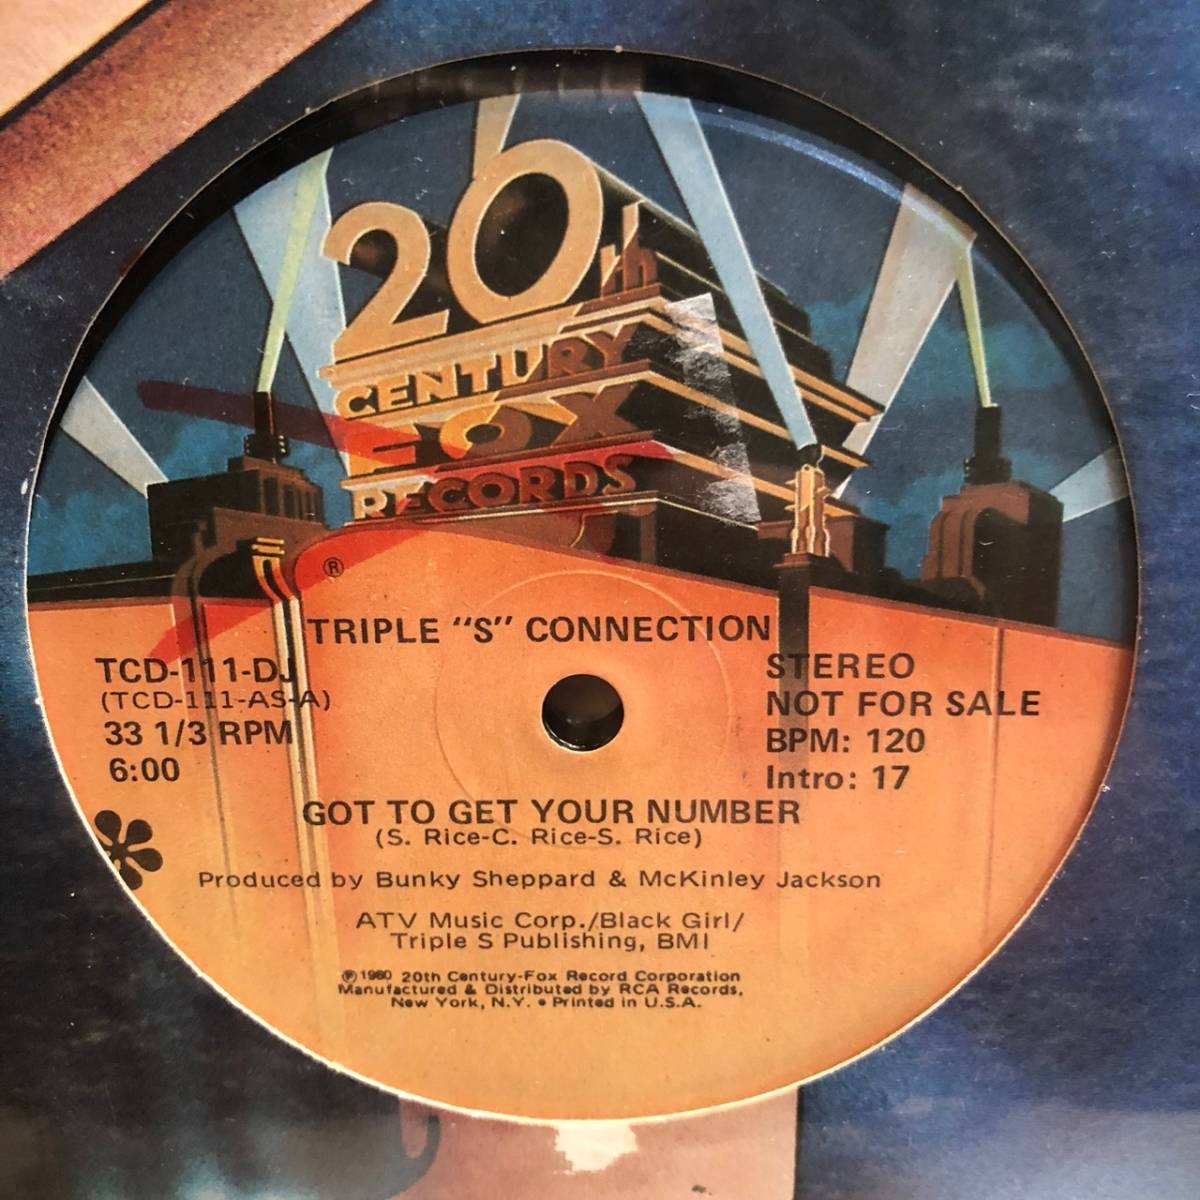 20th
CENTURY
FOX
RECORDS
®
TRIPLE “S” CONNECTION
TCD-111-DJ
(TCD-111-AS-A)
33 1/3 RPM
6:00
STEREO
NOT FOR SALE
BPM: 120
Intro: 17
GOT TO GET YOUR NUMBER
(S. Rice-C. Rice-S. Rice)
Produced by Bunky Sheppard & McKinley Jackson
ATV Music Corp./Black Girl/
Triple S Publishing, BMI
℗ 1980 20th Century-Fox Record Corporation
Manufactured & Distributed by RCA Records,
New York, N.Y. • Printed in U.S.A.